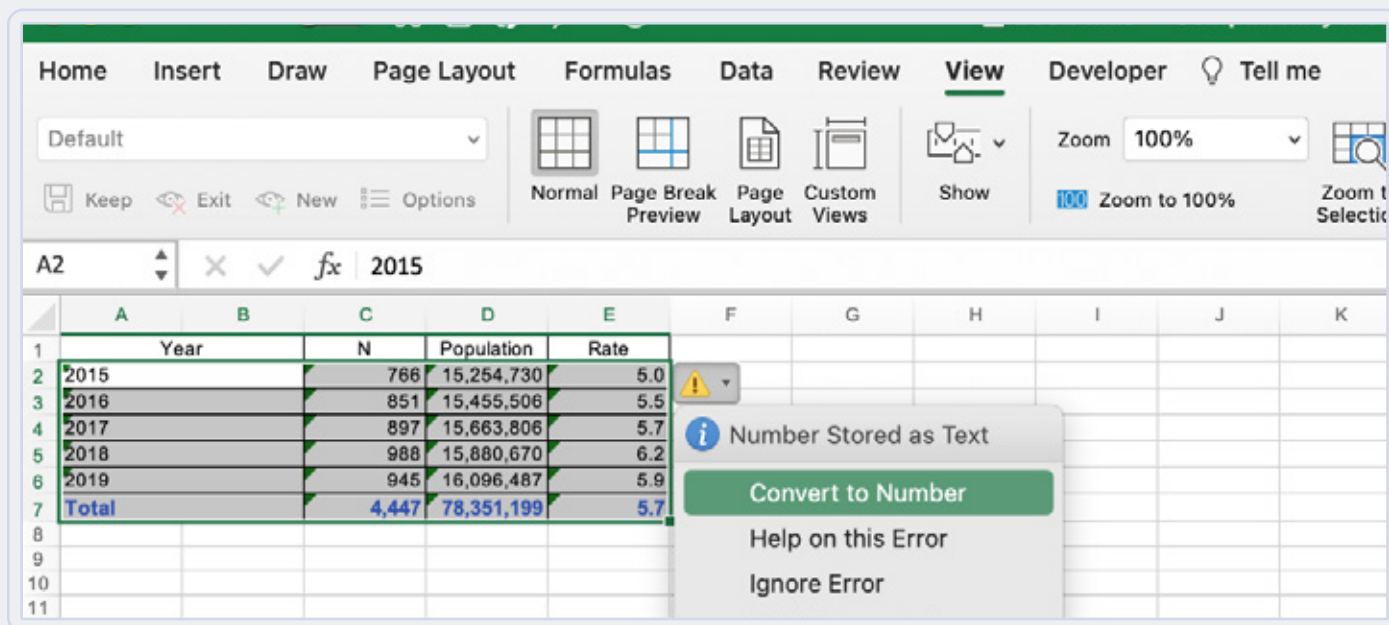 Home Insert Draw Page Layout Formulas Data Review View Developer Tell me
Default
Keep Exit New Options
Normal Page Break Preview Page Layout Custom Views
Show
Zoom 100%
100 Zoom to 100%
Zoom t
Selectic
A2 fx 2015
A B C D E F G H I J K
1 Year N Population Rate
2 2015 766 15,254,730 5.0
3 2016 851 15,455,506 5.5
4 2017 897 15,663,806 5.7
5 2018 988 15,880,670 6.2
6 2019 945 16,096,487 5.9
7 Total 4,447 78,351,199 5.7
8
9
10
11
Number Stored as Text
Convert to Number
Help on this Error
Ignore Error